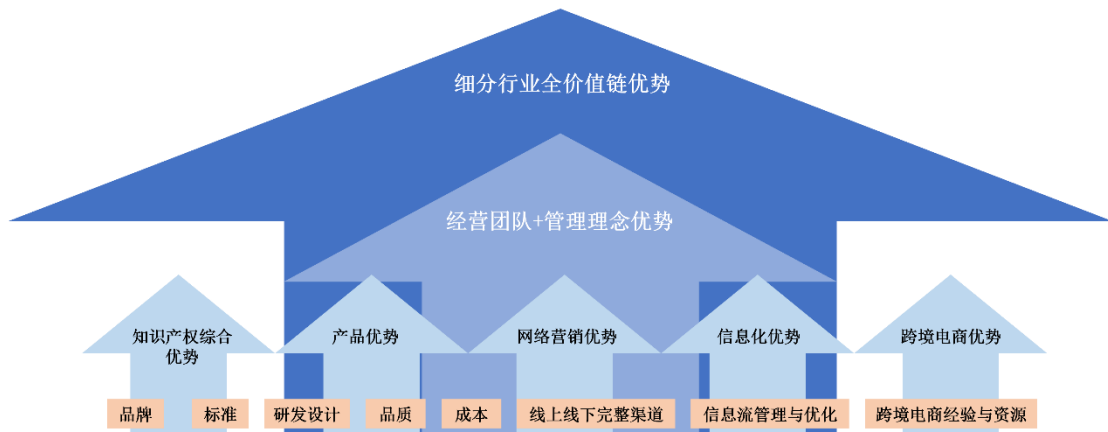 细分行业全价值链优势
经营团队+管理理念优势
知识产权综合
优势
产品优势
网络营销优势
信息化优势
跨境电商优势
品牌
标准
研发设计
品质
成本
线上线下完整渠道
信息流管理与优化
跨境电商经验与资源